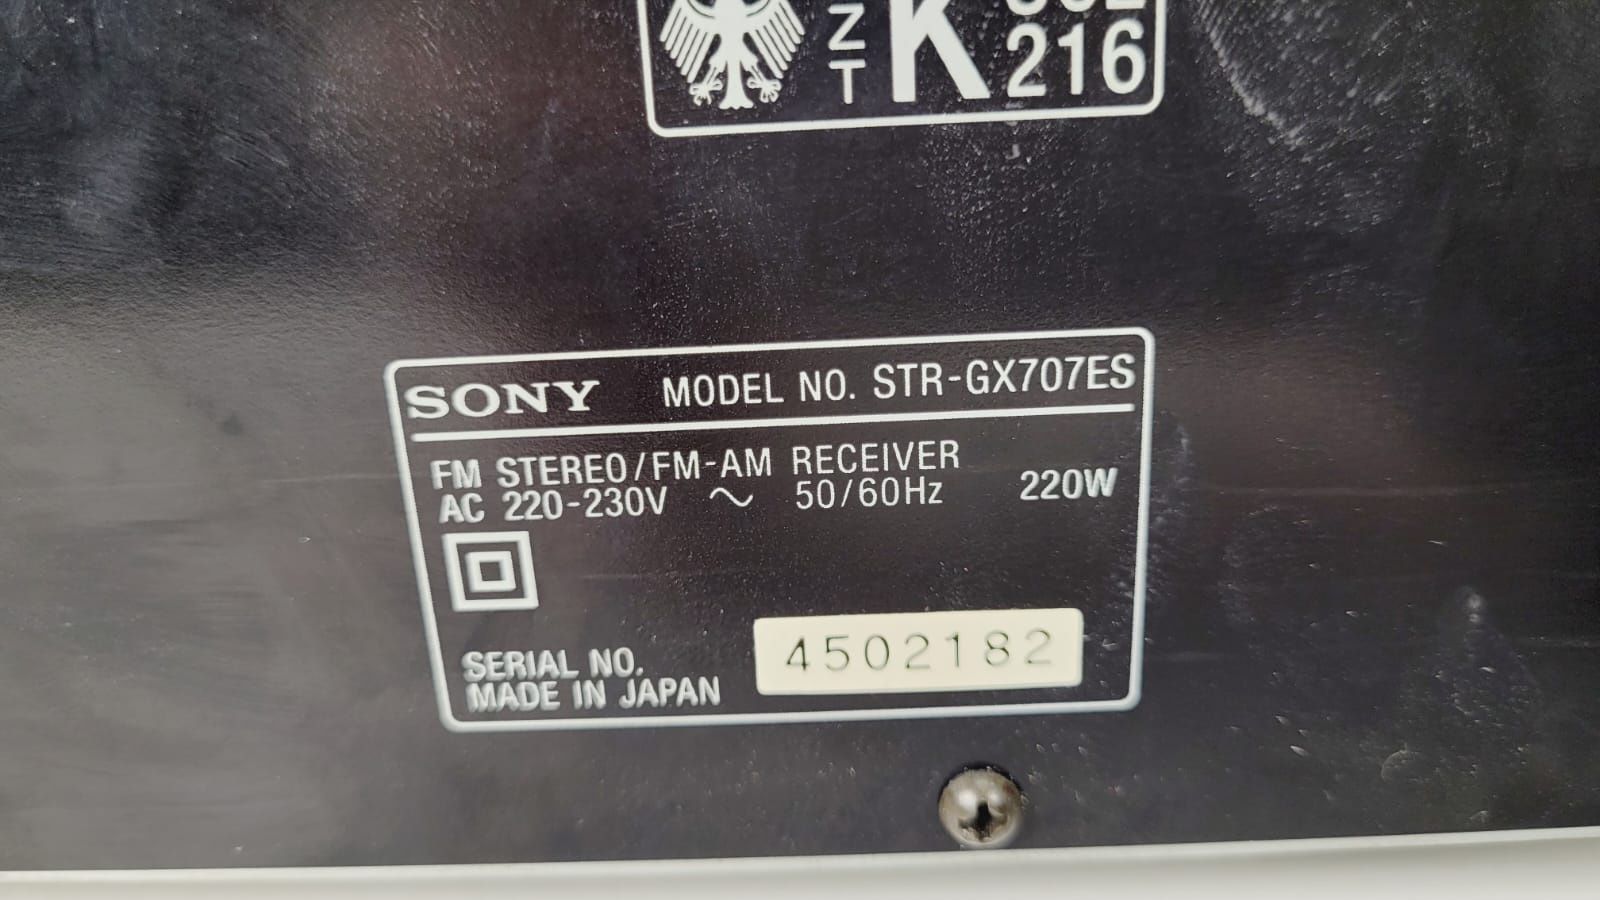 Z
T
K
216
SONY MODEL NO. STR-GX707ES
FM STEREO/FM-AM RECEIVER
AC 220-230V ~ 50/60Hz 220W
SERIAL NO. 4502182
MADE IN JAPAN